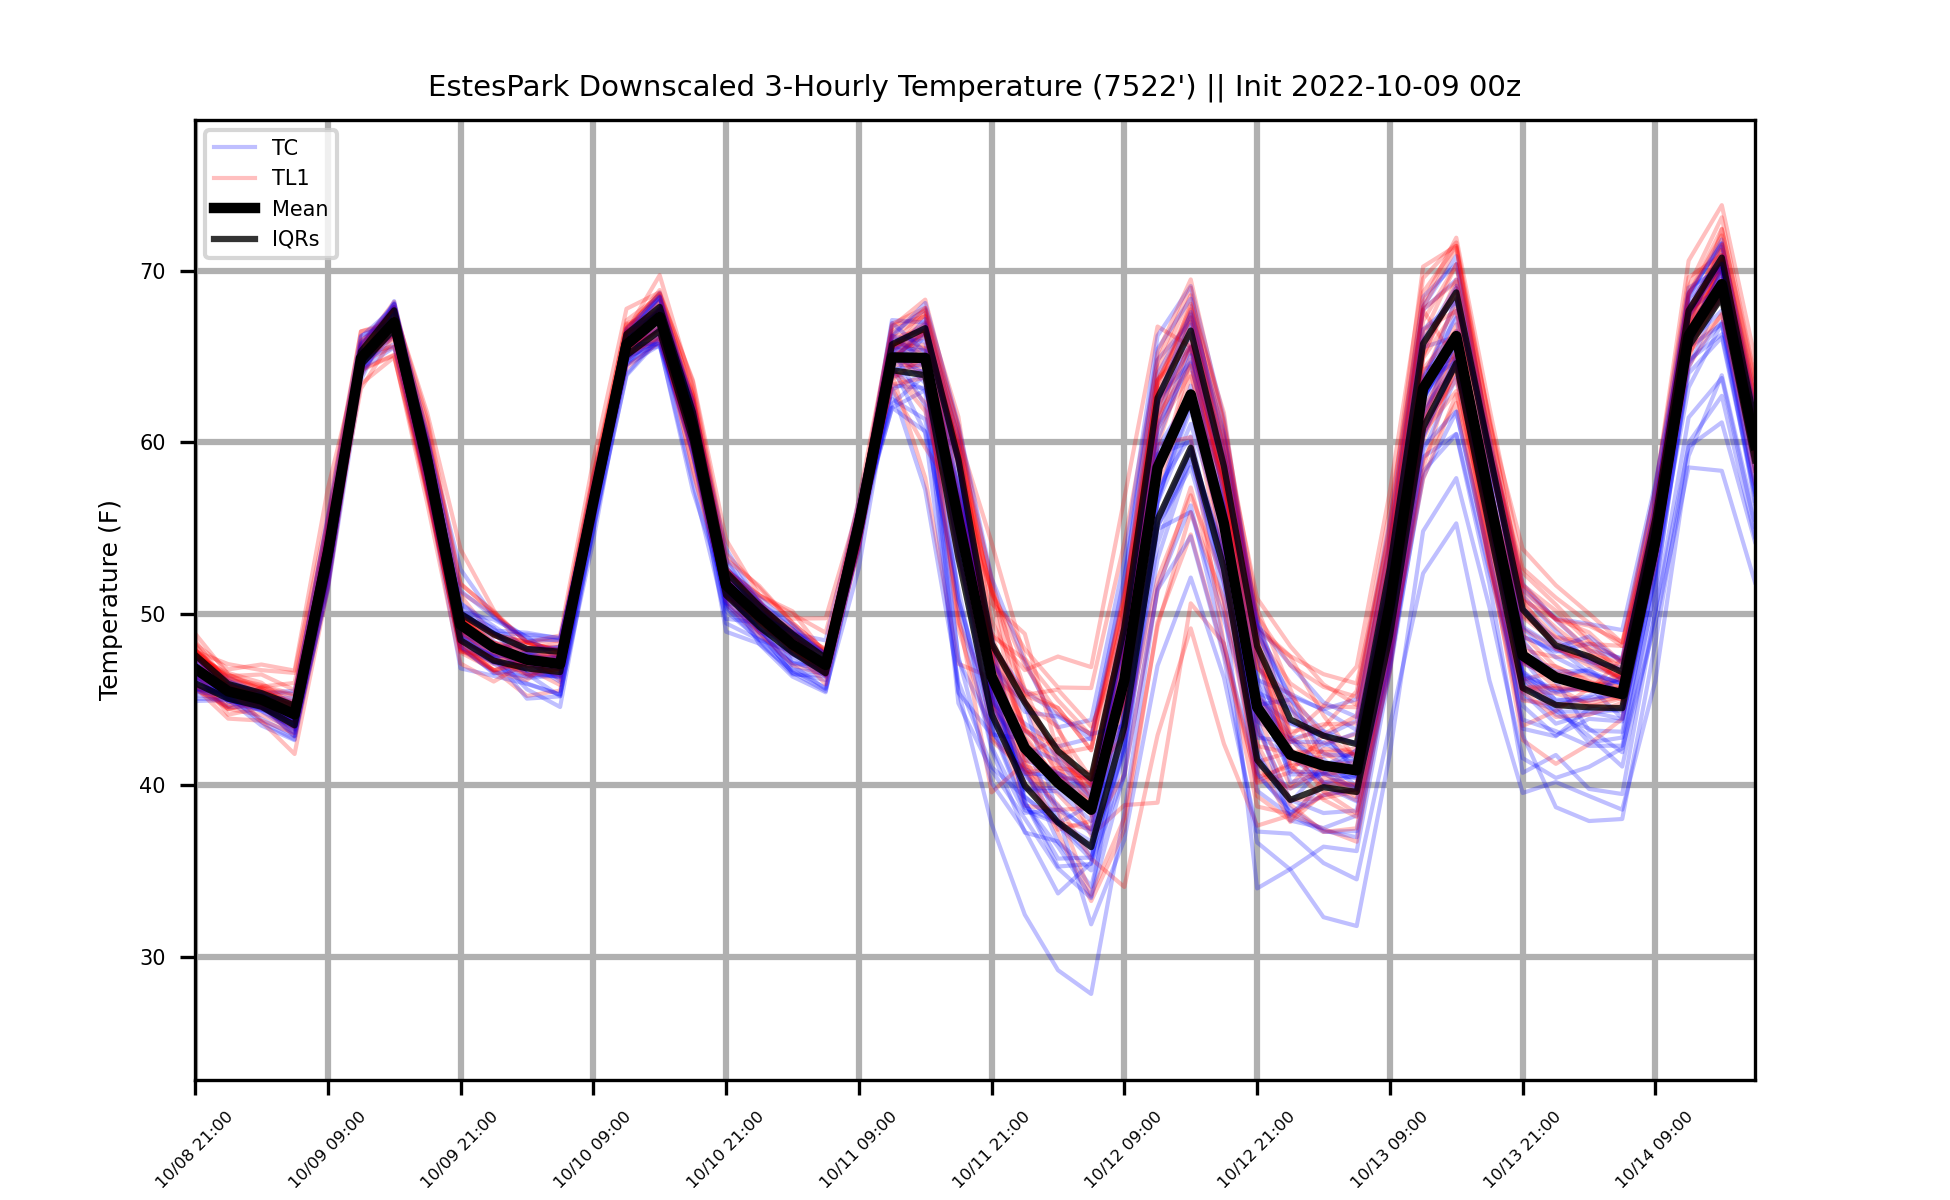 EstesPark Downscaled 3-Hourly Temperature (7522') || Init 2022-10-09 00z
TC
TL1
Mean
IQRs
Temperature (F)
70
60
50
40
30
10/08 21:00
10/09 09:00
10/09 21:00
10/10 09:00
10/10 21:00
10/11 09:00
10/11 21:00
10/12 09:00
10/12 21:00
10/13 09:00
10/13 21:00
10/14 09:00